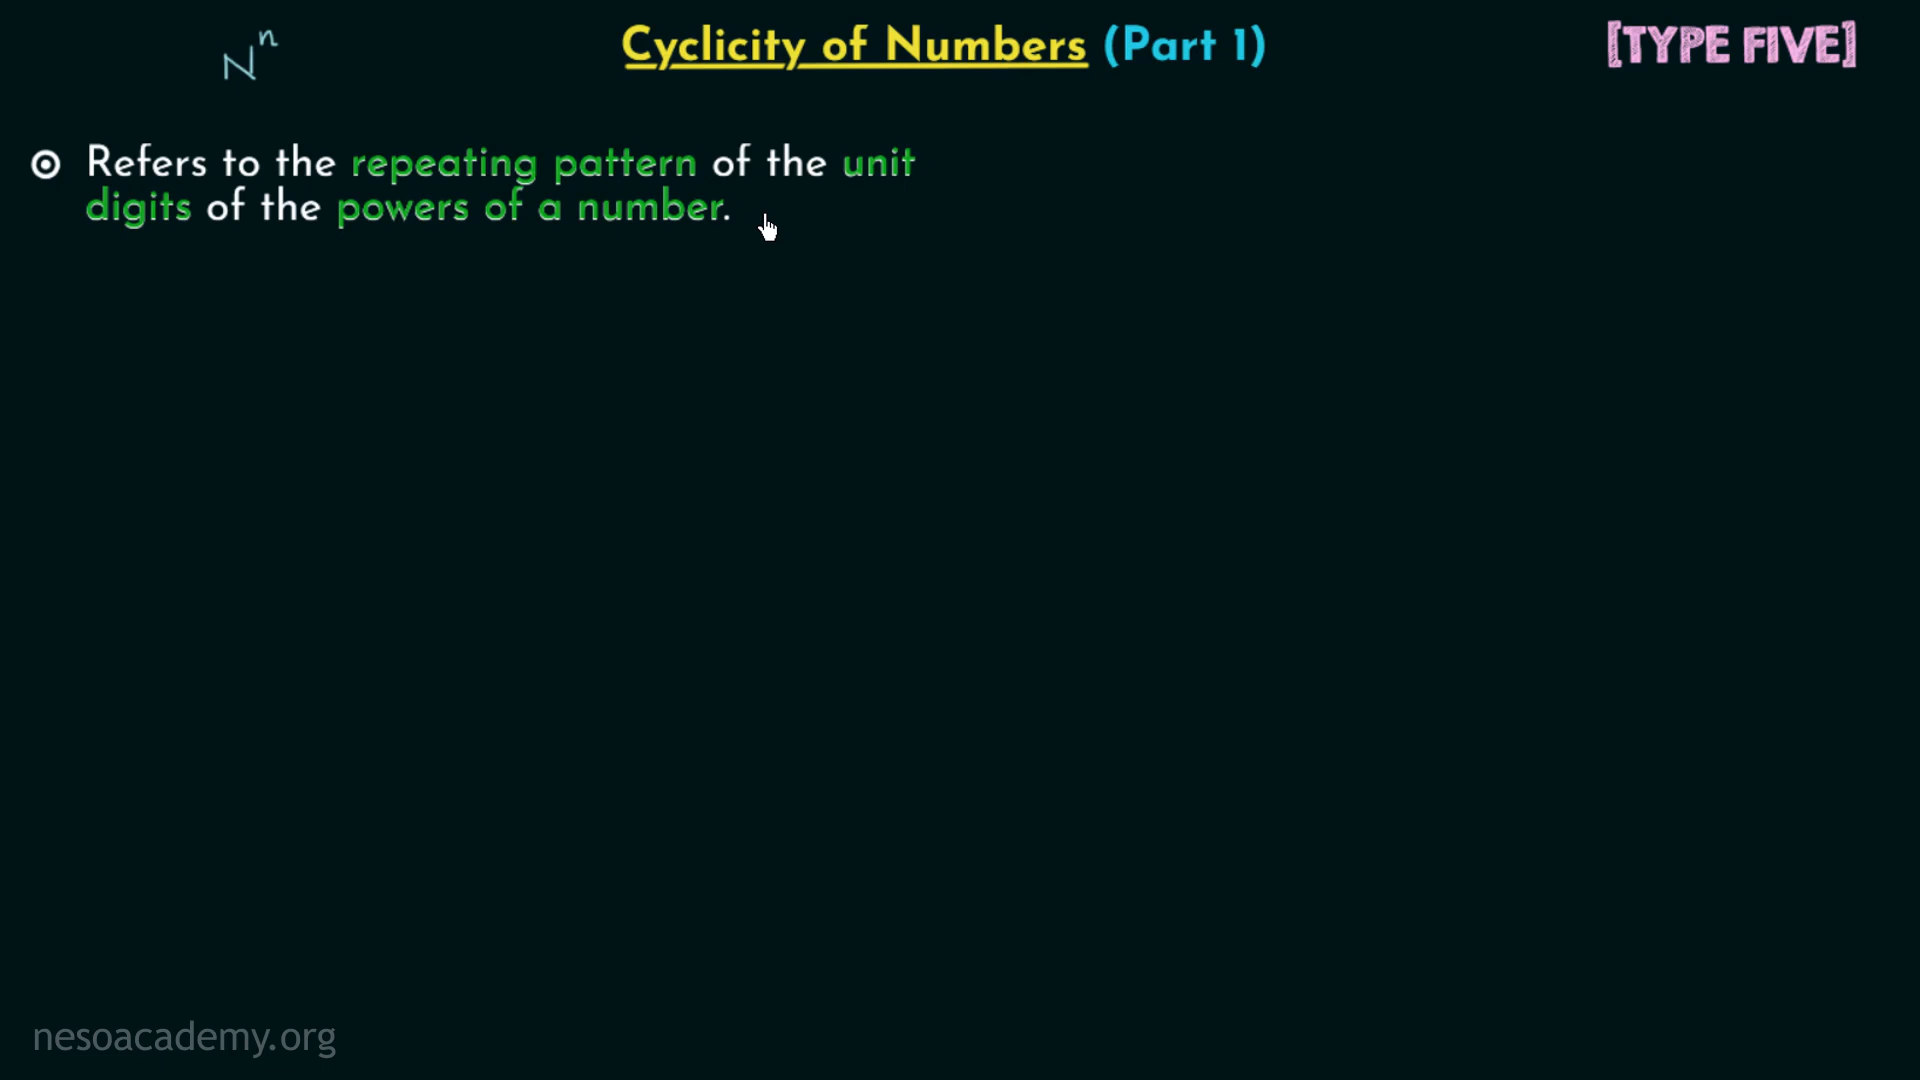 Nⁿ
Cyclicity of Numbers (Part 1)
[TYPE FIVE]
Refers to the repeating pattern of the unit
digits of the powers of a number.
nesoacademy.org